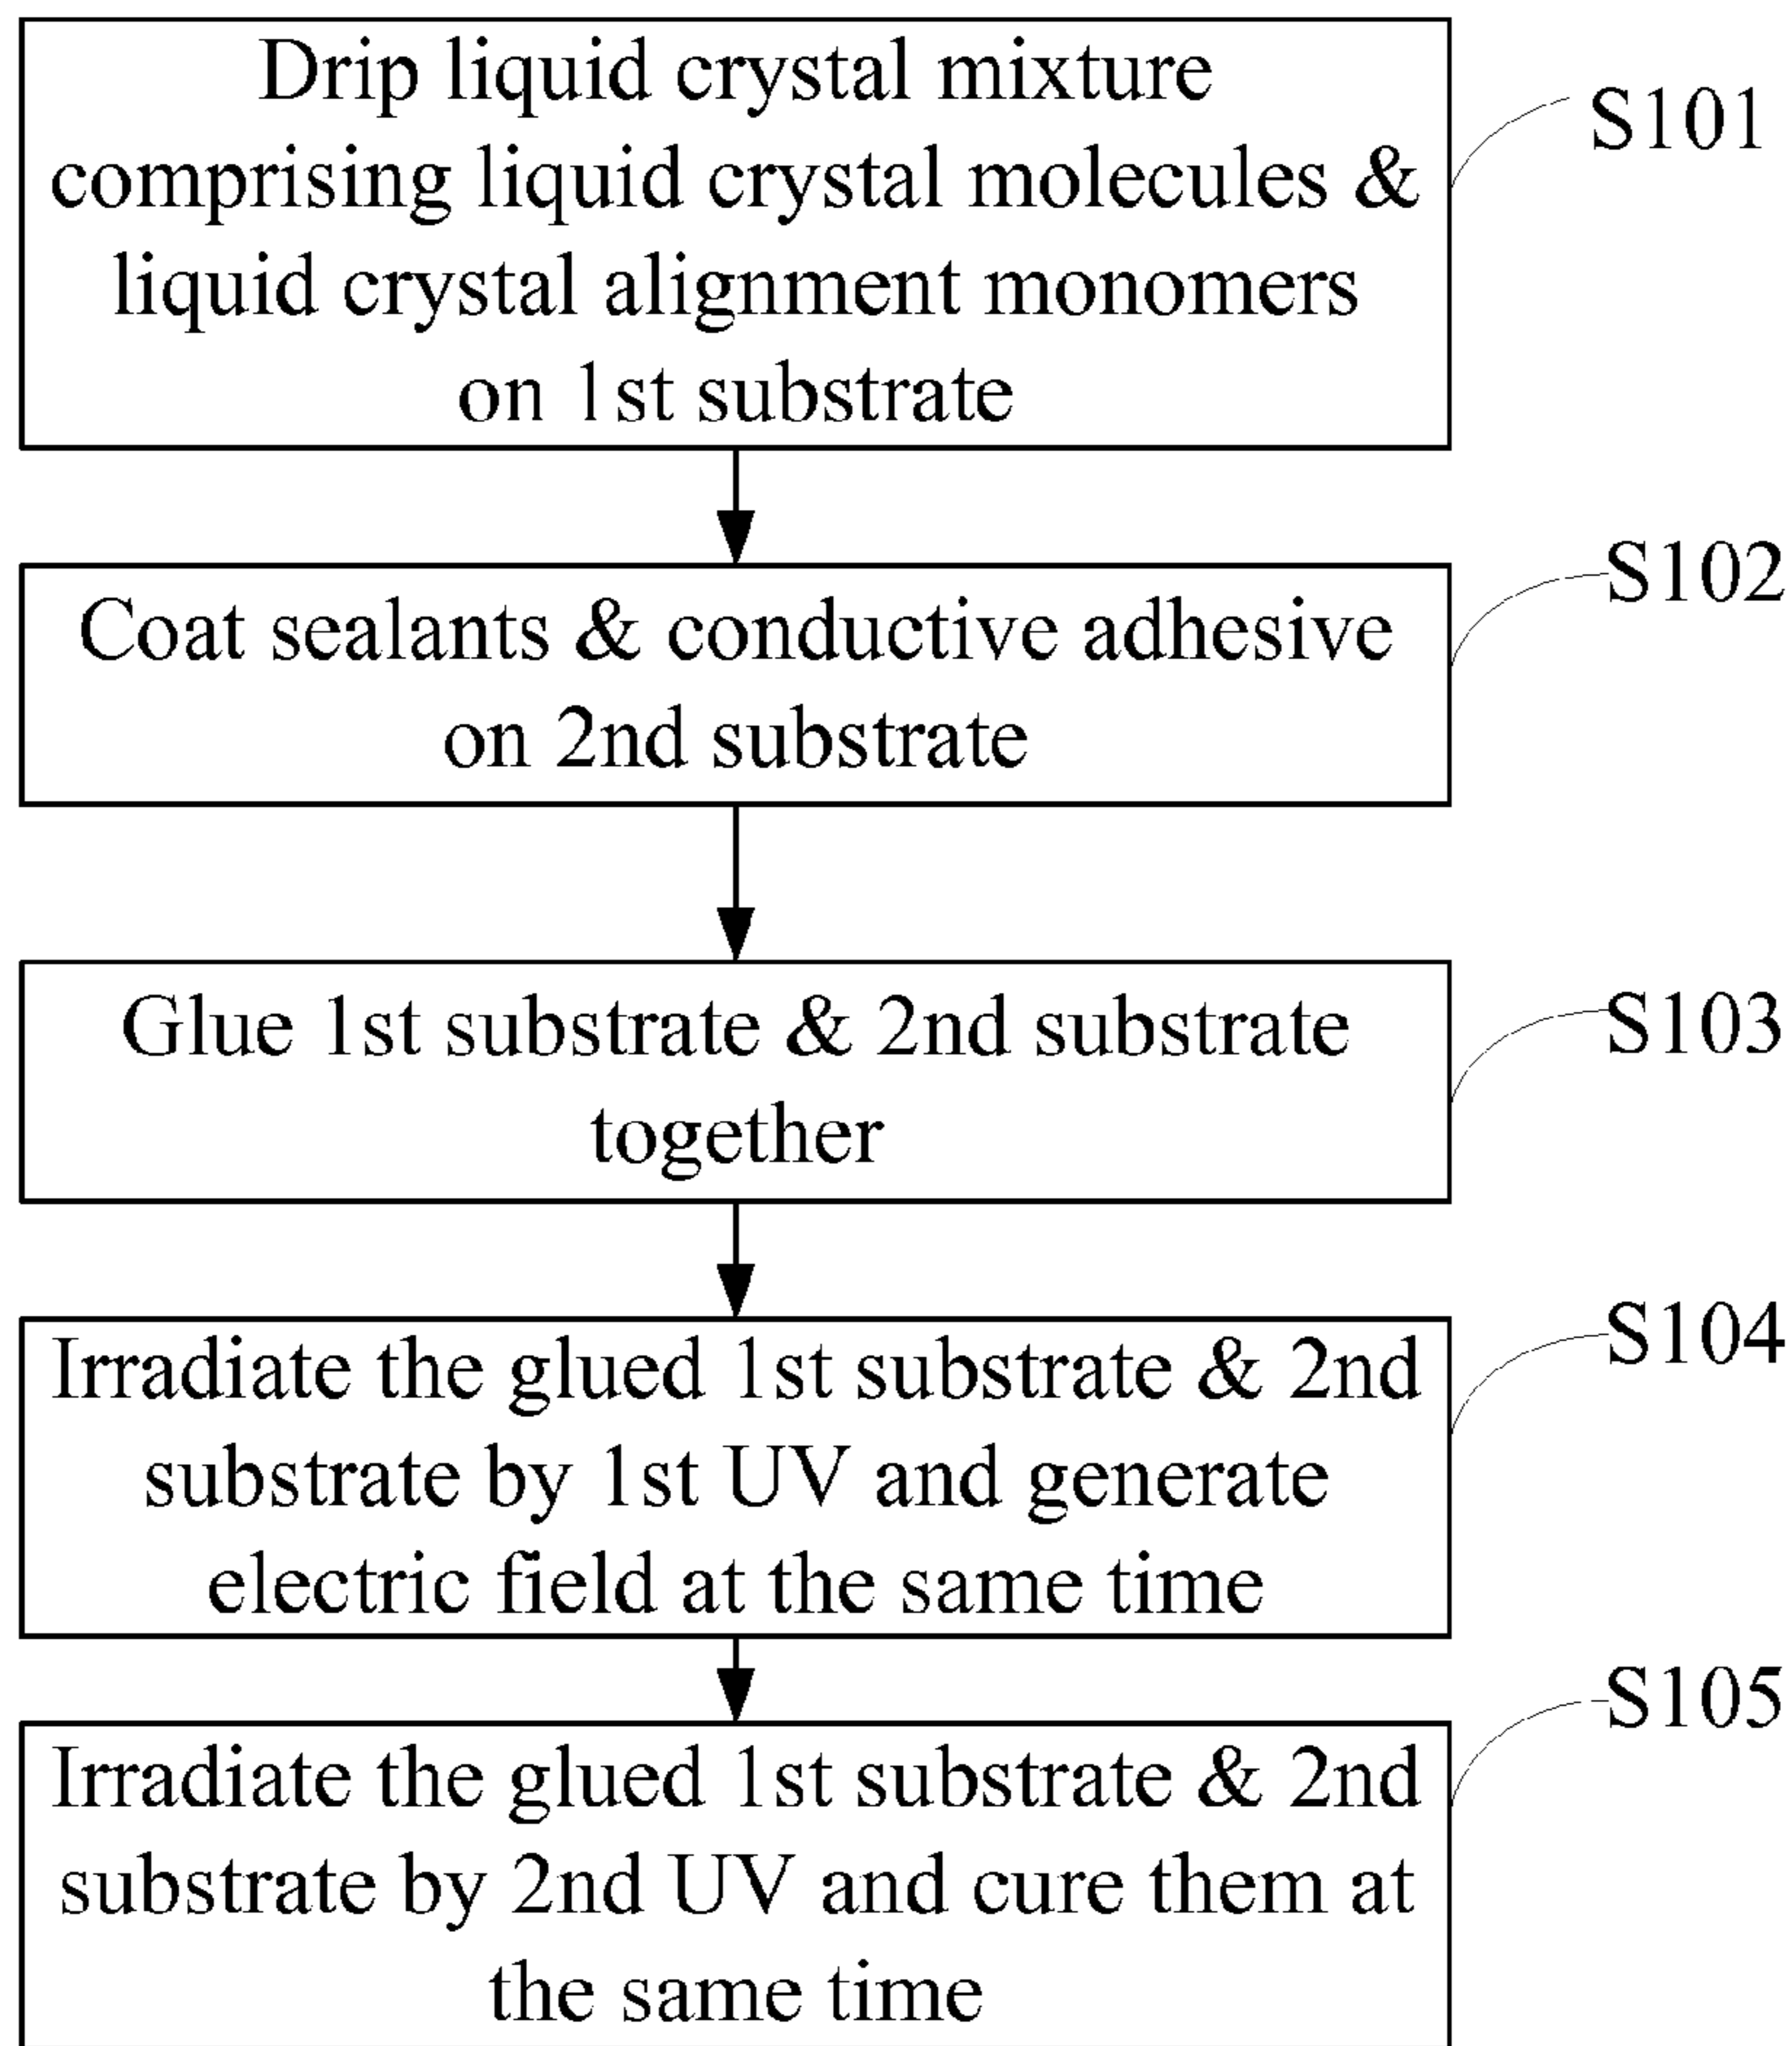 Drip liquid crystal mixture
comprising liquid crystal molecules &
liquid crystal alignment monomers
on 1st substrate
S101
Coat sealants & conductive adhesive
on 2nd substrate
S102
Glue 1st substrate & 2nd substrate
together
S103
Irradiate the glued 1st substrate & 2nd
substrate by 1st UV and generate
electric field at the same time
S104
Irradiate the glued 1st substrate & 2nd
substrate by 2nd UV and cure them at
the same time
S105